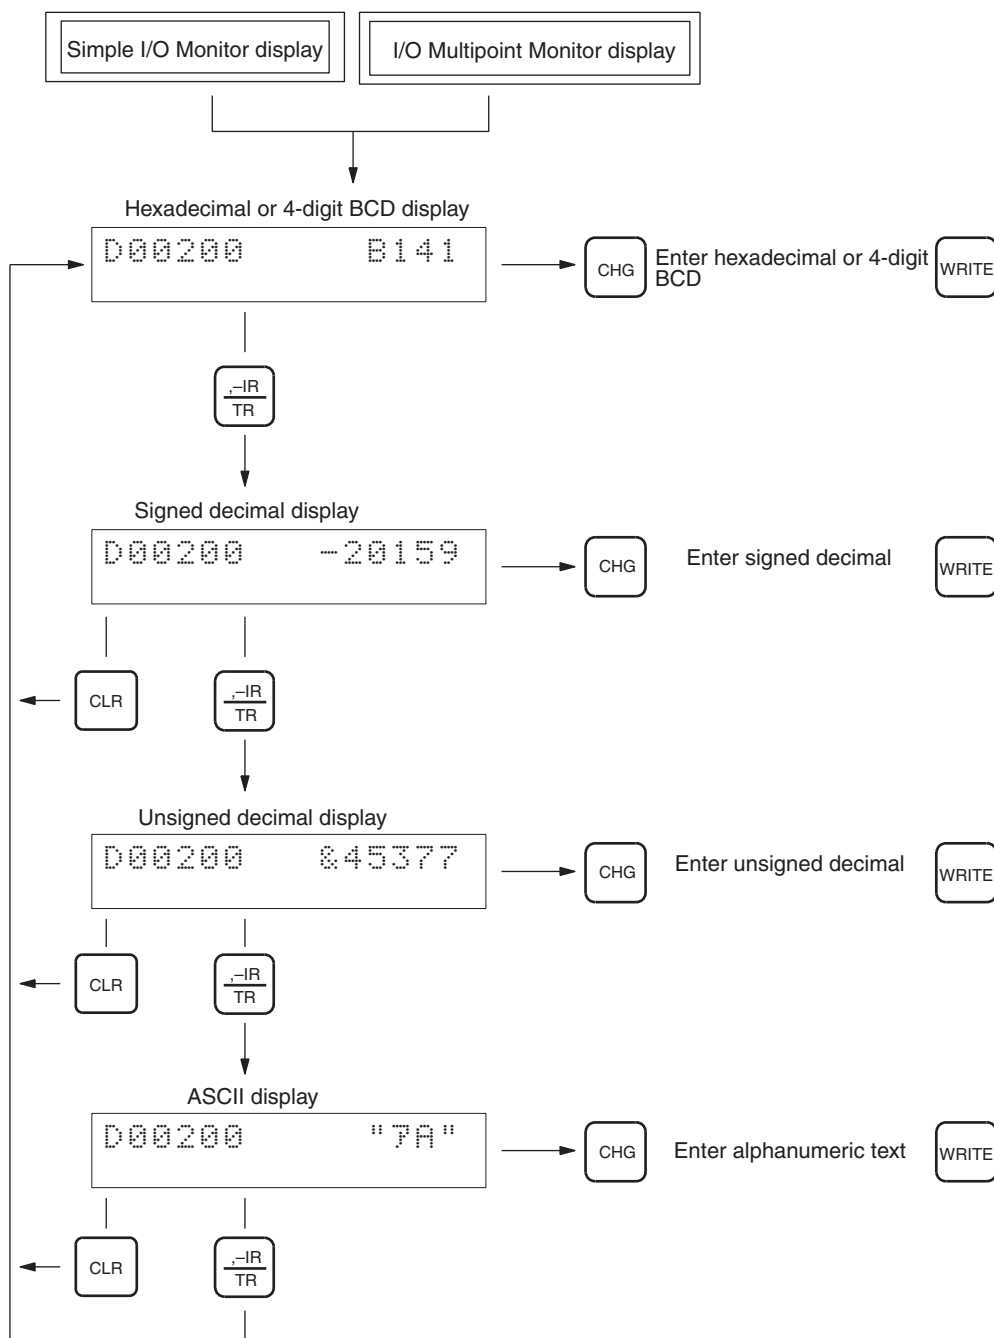 Simple I/O Monitor display
I/O Multipoint Monitor display
Hexadecimal or 4-digit BCD display
D00200 B141
CHG
Enter hexadecimal or 4-digit
BCD
WRITE
,–IR
TR
Signed decimal display
D00200 -20159
CHG
Enter signed decimal
WRITE
CLR
,–IR
TR
Unsigned decimal display
D00200 &45377
CHG
Enter unsigned decimal
WRITE
CLR
,–IR
TR
ASCII display
D00200 "7A"
CHG
Enter alphanumeric text
WRITE
CLR
,–IR
TR